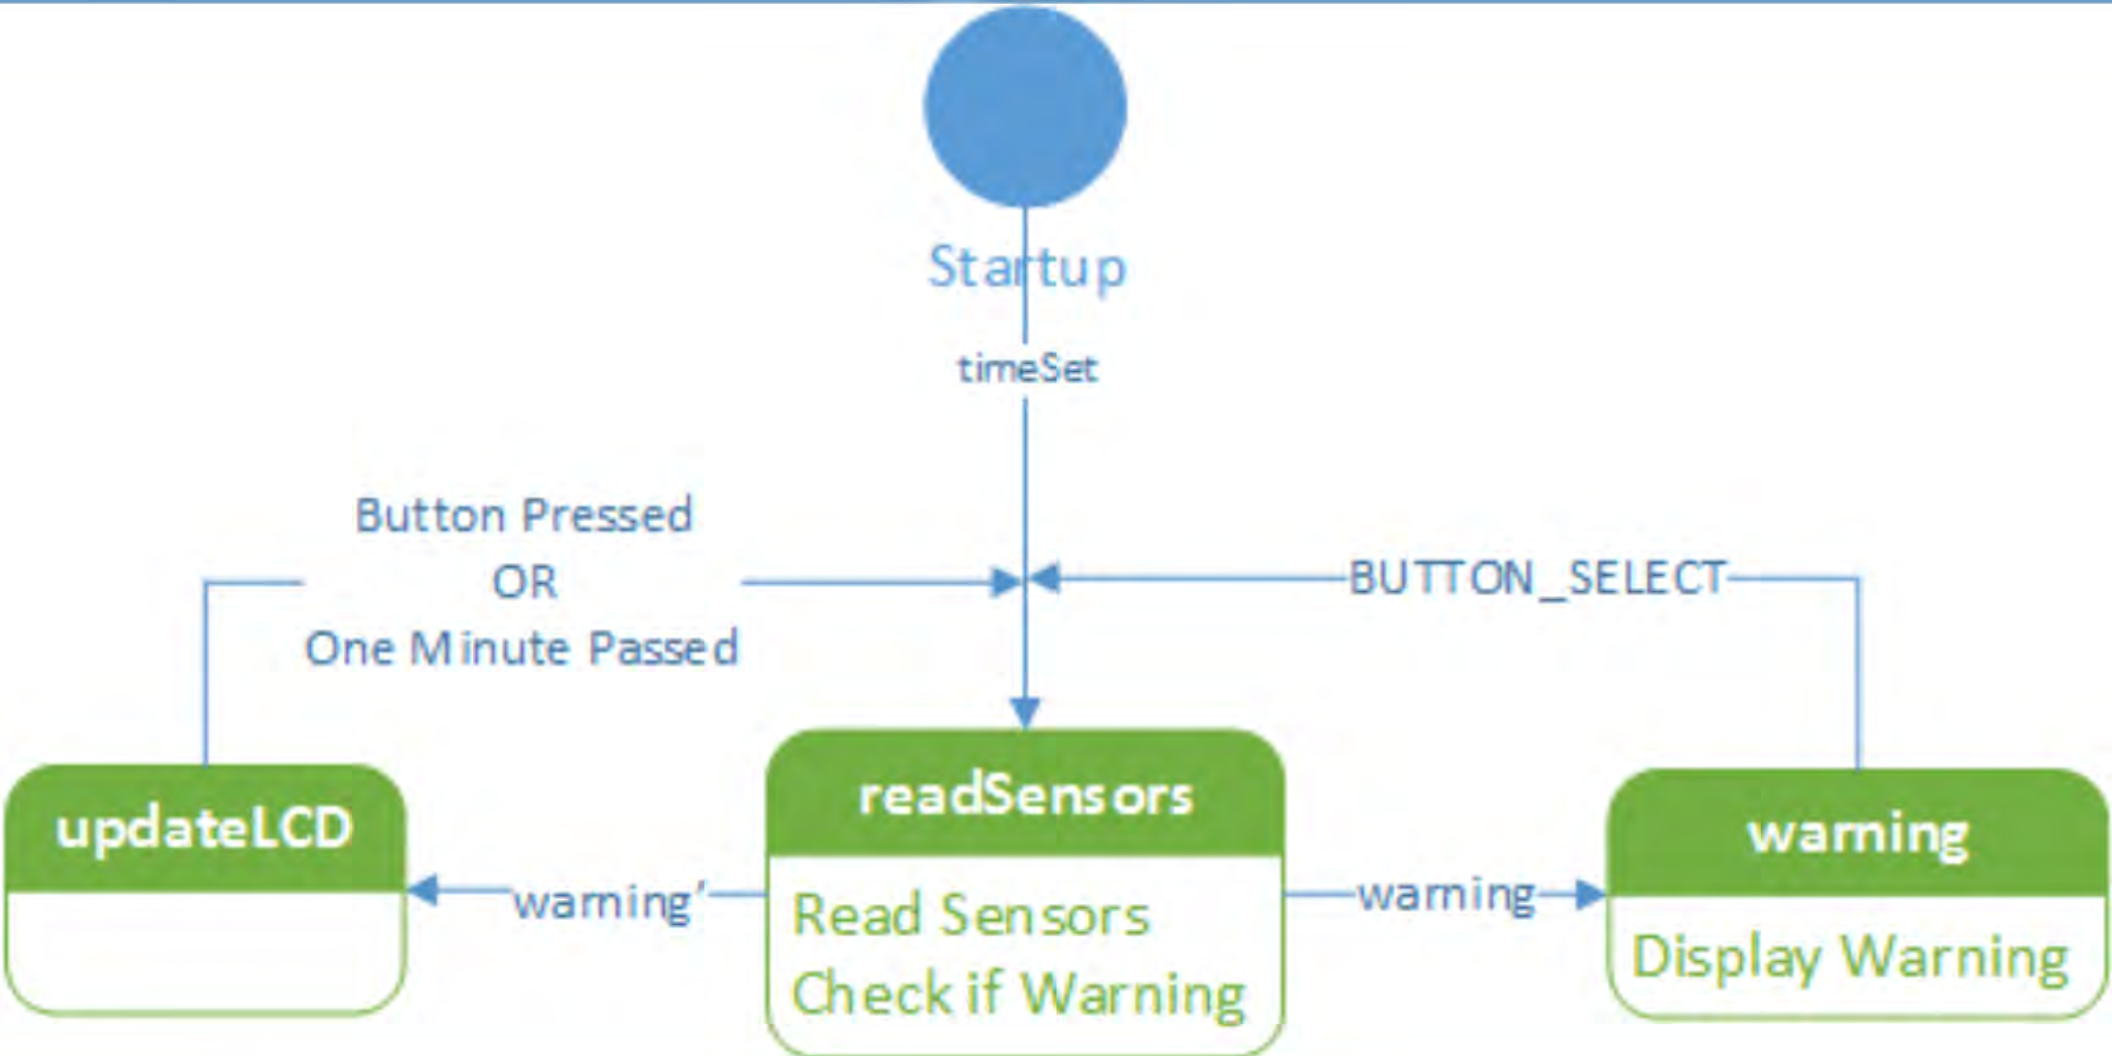 Startup
timeSet
Button Pressed
OR
One Minute Passed
BUTTON_SELECT
updateLCD
warning'
readSensors
Read Sensors
Check if Warning
warning
warning
Display Warning